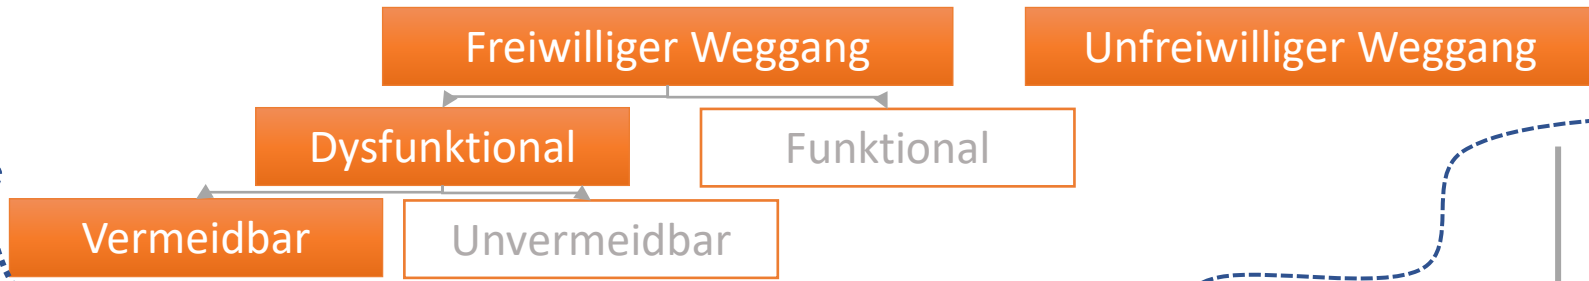 Freiwilliger Weggang
Unfreiwilliger Weggang
Dysfunktional
Funktional
Vermeidbar
Unvermeidbar